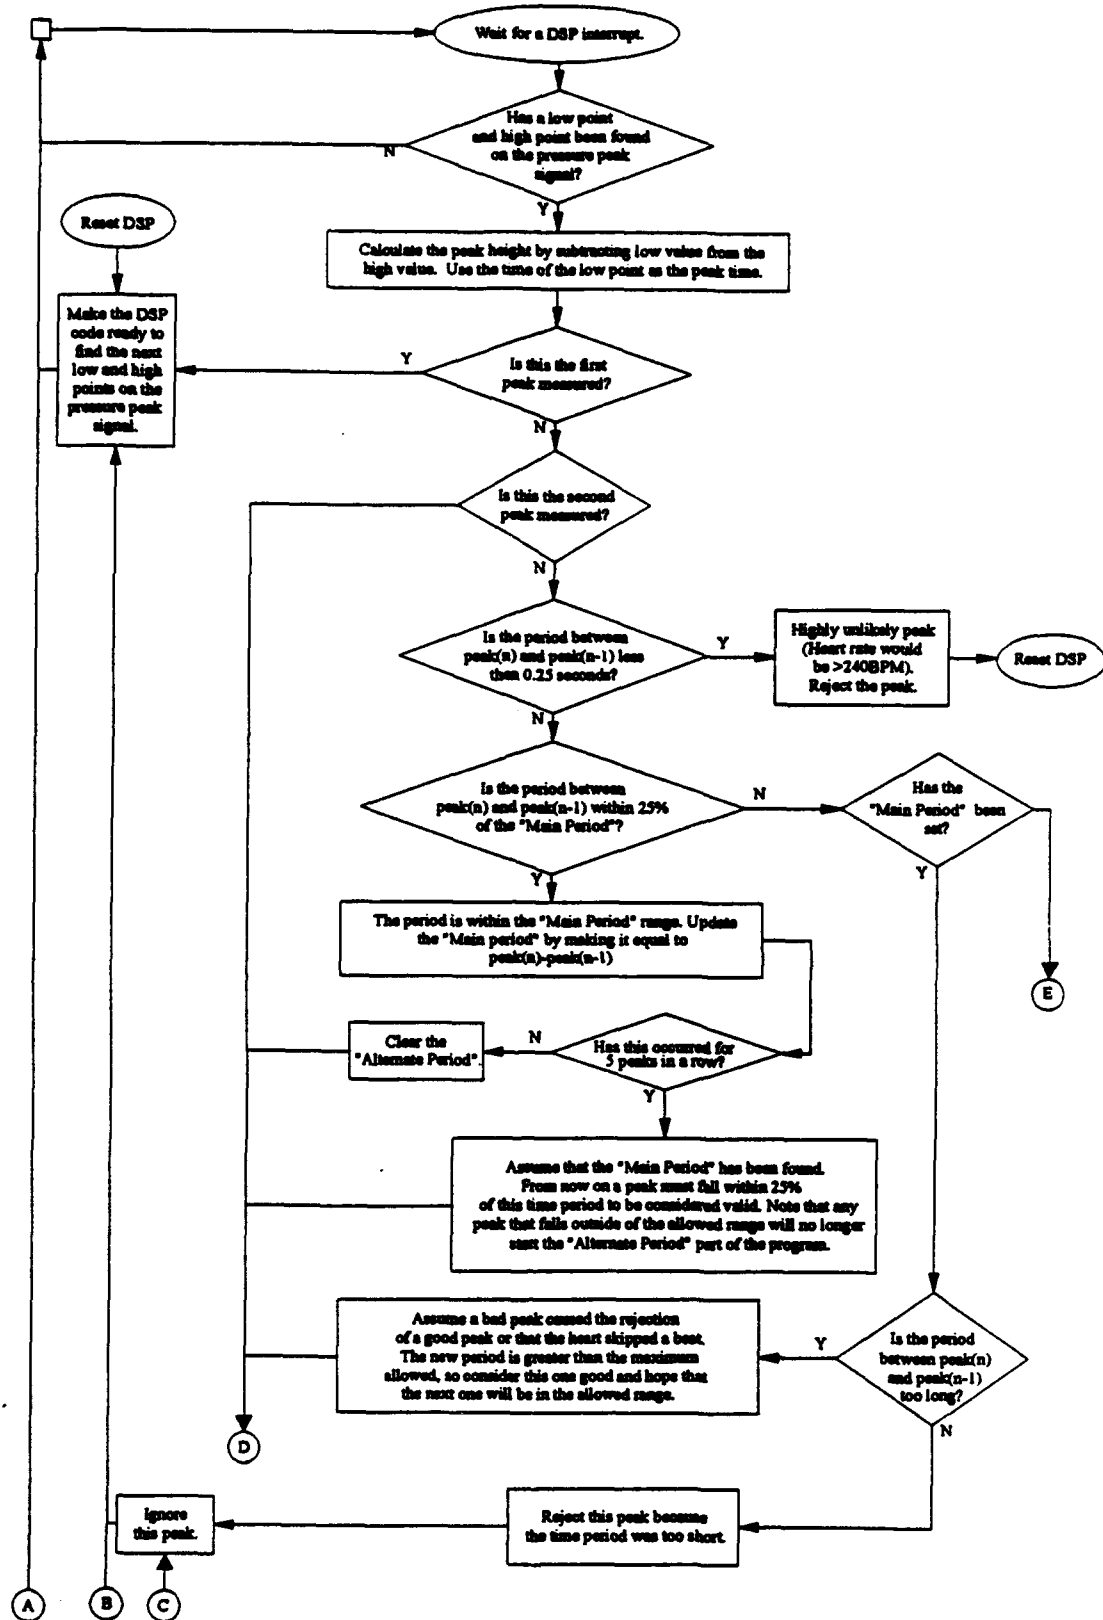 Wait for a DSP interrupt.
Has a low point
and high point been found
on the pressure peak
signal?
N
Y
Reset DSP
Calculate the peak height by subtracting low value from the
high value. Use the time of the low point as the peak time.
Make the DSP
code ready to
find the next
low and high
points on the
pressure peak
signal.
Y
Is this the first
peak measured?
N
Is this the second
peak measured?
N
Is the period between
peak(n) and peak(n-1) less
then 0.25 seconds?
Y
Highly unlikely peak
(Heart rate would
be >240BPM).
Reject the peak.
Reset DSP
N
Is the period between
peak(n) and peak(n-1) within 25%
of the "Main Period"?
N
Has the
"Main Period" been
set?
Y
Y
The period is within the "Main Period" range. Update
the "Main period" by making it equal to
peak(n)-peak(n-1)
E
Clear the
"Alternate Period".
N
Has this occurred for
5 peaks in a row?
Y
Assume that the "Main Period" has been found.
From now on a peak must fall within 25%
of this time period to be considered valid. Note that any
peak that falls outside of the allowed range will no longer
start the "Alternate Period" part of the program.
Assume a bad peak caused the rejection
of a good peak or that the heart skipped a beat.
The new period is greater than the maximum
allowed, so consider this one good and hope that
the next one will be in the allowed range.
Y
Is the period
between peak(n)
and peak(n-1)
too long?
N
D
Ignore
this peak.
Reject this peak because
the time period was too short.
A
B
C